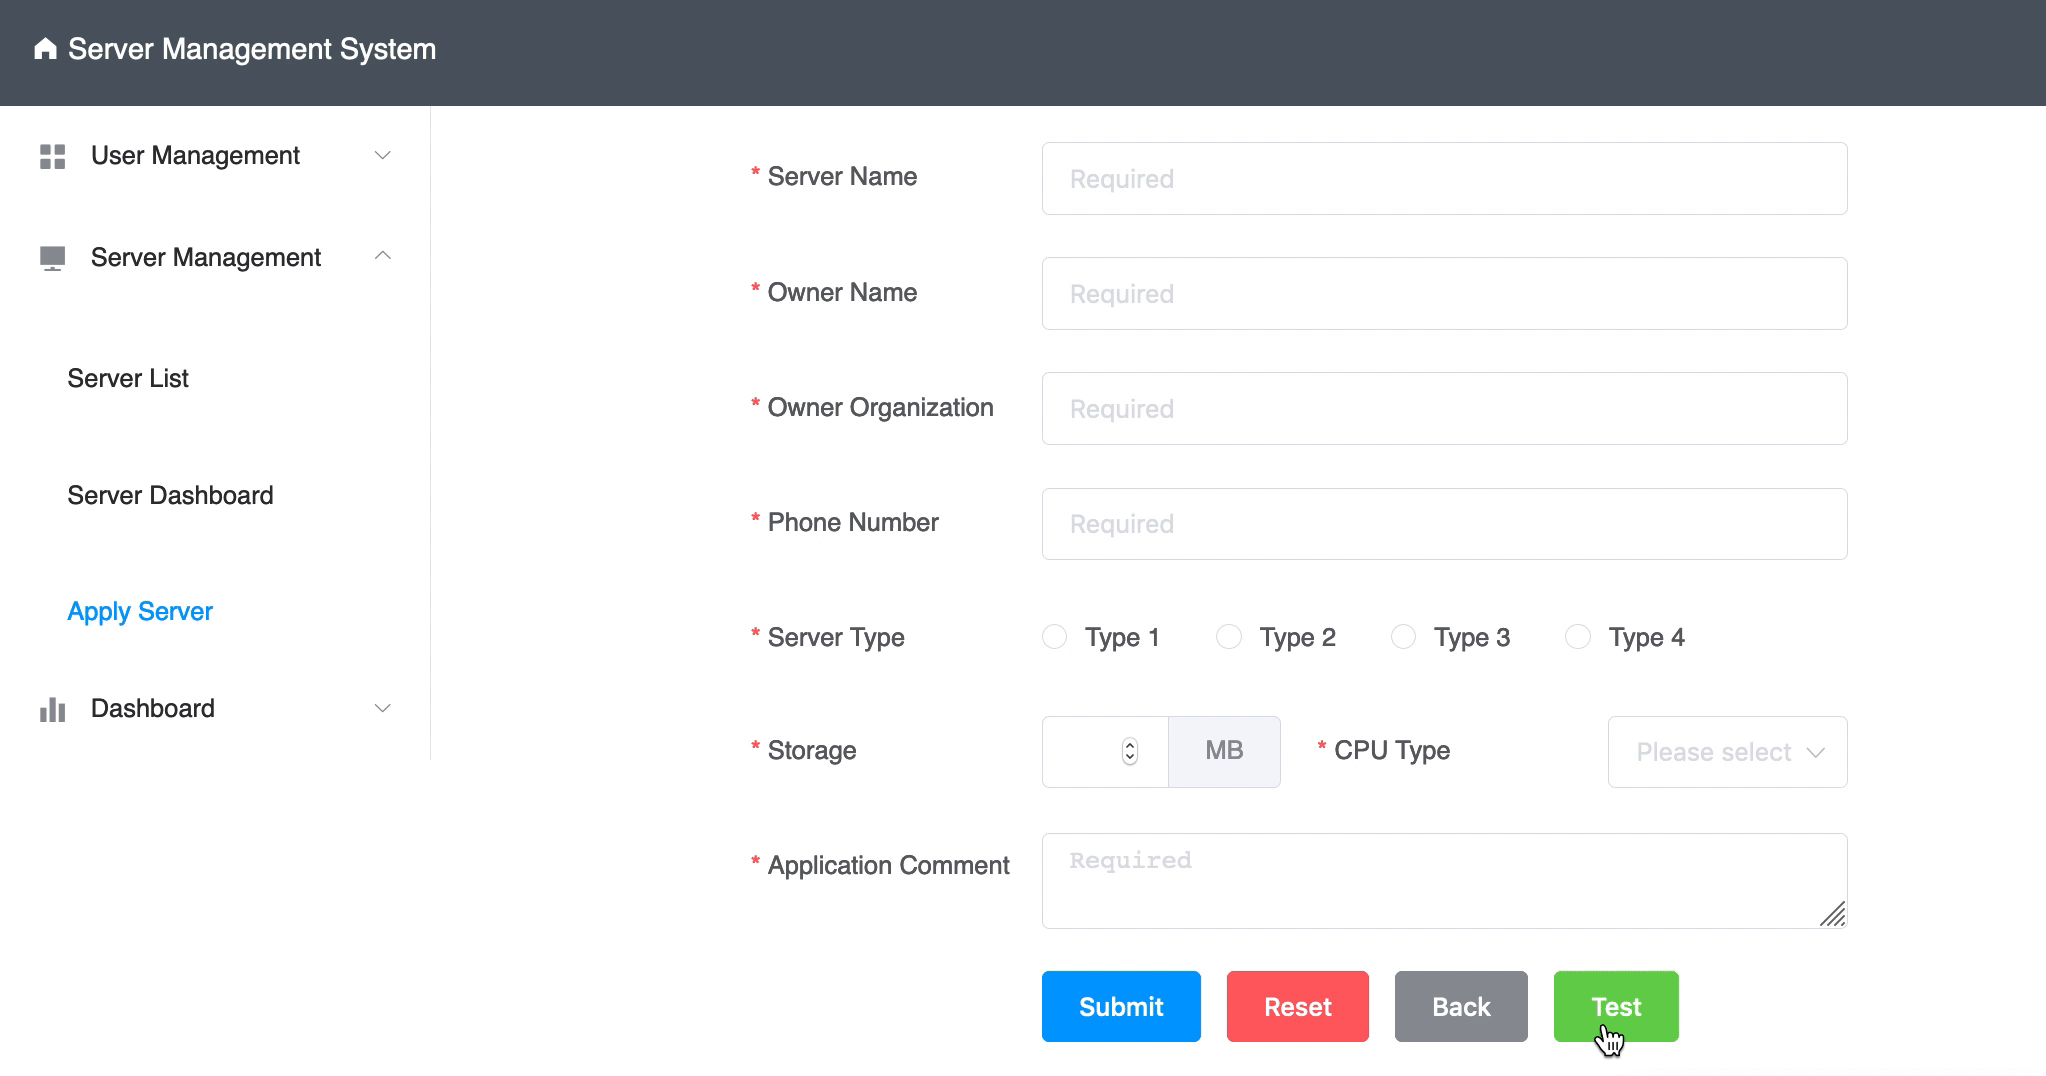 Server Management System
User Management
Server Management
Server List
Server Dashboard
Apply Server
Dashboard
* Server Name Required
* Owner Name Required
* Owner Organization Required
* Phone Number Required
* Server Type Type 1 Type 2 Type 3 Type 4
* Storage MB * CPU Type Please select
* Application Comment Required
Submit Reset Back Test